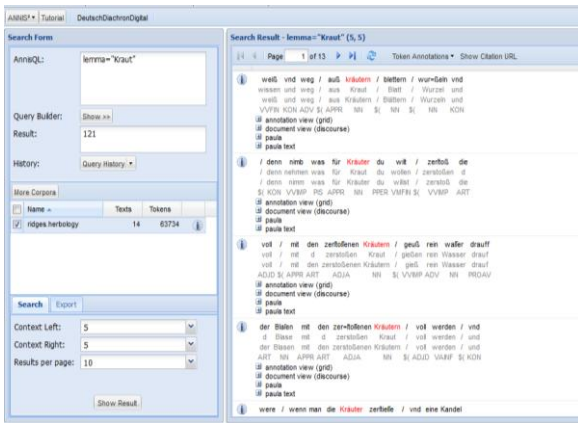 ANNIS² Tutorial DeutschDiachronDigital
Search Form
AnnisQL: lemma="Kraut"
Query Builder: Show >>
Result: 121
History: Query History
More Corpora
Name Texts Tokens
ridges.herbology 14 63734
Search Export
Context Left: 5
Context Right: 5
Results per page: 10
Show Result
Search Result - lemma="Kraut" (5, 5)
Page 1 of 13 Token Annotations Show Citation URL
weiß vnd weg / auß kräutern / blettern / wur=ßeln vnd
wissen und weg / aus Kraut / Blatt / Wurzel und
weiß und weg / aus Kräutern / Blättern / Wurzeln und
VVFIN KON ADV $( APPR NN $( NN NN KON
annotation view (grid)
document view (discourse)
paula
paula text
/ denn nimb was für Kräuter du wilt / zerſtoß die
/ denn nehmen was für Kraut du wollen / zerstoßen d
/ denn nimm was für Kräuter du willst / zerstoß die
$( KON VVIMP PIS APPR NN PPER VMFIN $( VVIMP ART
annotation view (grid)
document view (discourse)
paula
paula text
voll / mit den zerſtoſſenen Kräutern / geuß rein waſſer drauff
voll / mit d zerstoßen Kraut / gießen rein Wasser drauf
voll / mit den zerstoßenen Kräutern / gieß rein Wasser drauf
ADJD $( APPR ART ADJA NN $( VVIMP ADV NN PROAV
annotation view (grid)
document view (discourse)
paula
paula text
der Blaſen mit den zer=ſtoſſenen Kräutern / voll werden / vnd
d Blase mit d zerstoßen Kraut / voll werden / und
der Blasen mit den zerstoßenen Kräutern / voll werden / und
ART NN APPR ART ADJA NN $( ADJD VAINF $( KON
annotation view (grid)
document view (discourse)
paula
paula text
were / wenn man die Kräuter / vnd eine Kandel